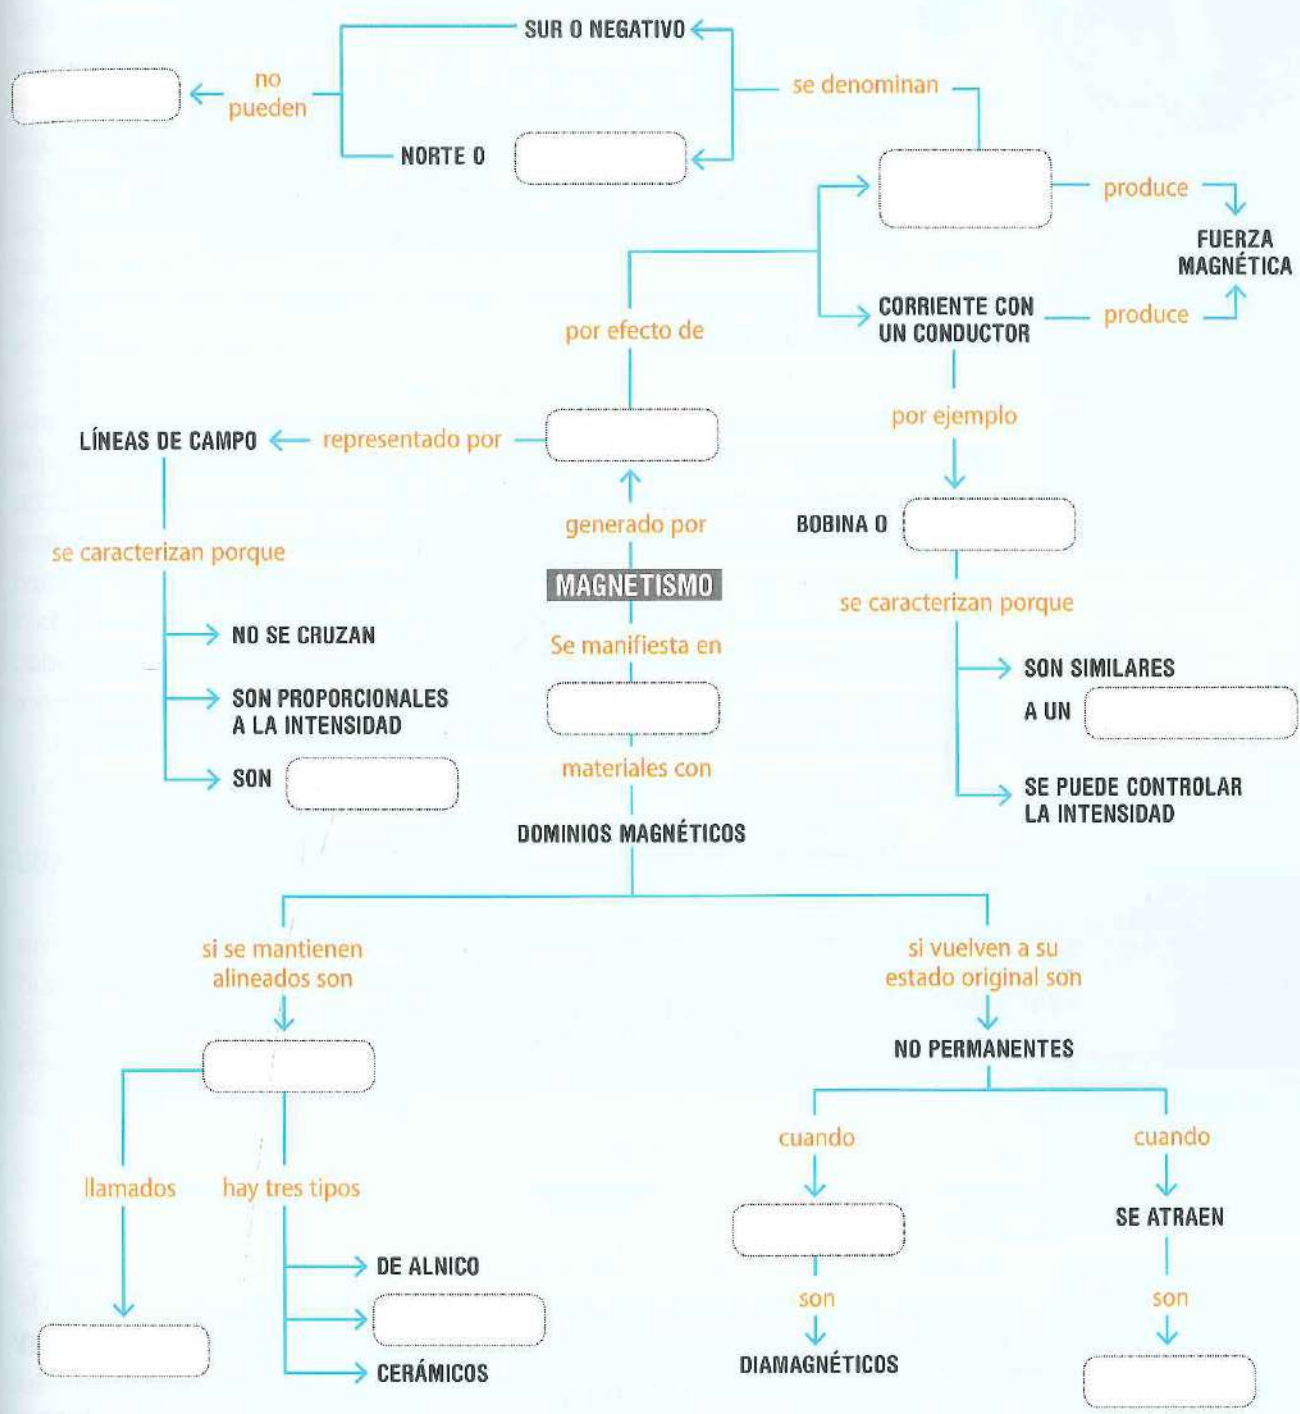 SUR O NEGATIVO
se denominan
no
pueden
NORTE O
produce
FUERZA
MAGNÉTICA
CORRIENTE CON
UN CONDUCTOR
produce
por efecto de
por ejemplo
LÍNEAS DE CAMPO
representado por
BOBINA O
generado por
se caracterizan porque
MAGNETISMO
se caracterizan porque
NO SE CRUZAN
Se manifiesta en
SON SIMILARES
A UN
SON PROPORCIONALES
A LA INTENSIDAD
materiales con
SON
SE PUEDE CONTROLAR
LA INTENSIDAD
DOMINIOS MAGNÉTICOS
si se mantienen
alineados son
si vuelven a su
estado original son
NO PERMANENTES
cuando
cuando
llamados
hay tres tipos
SE ATRAEN
DE ALNICO
son
son
CERÁMICOS
DIAMAGNÉTICOS